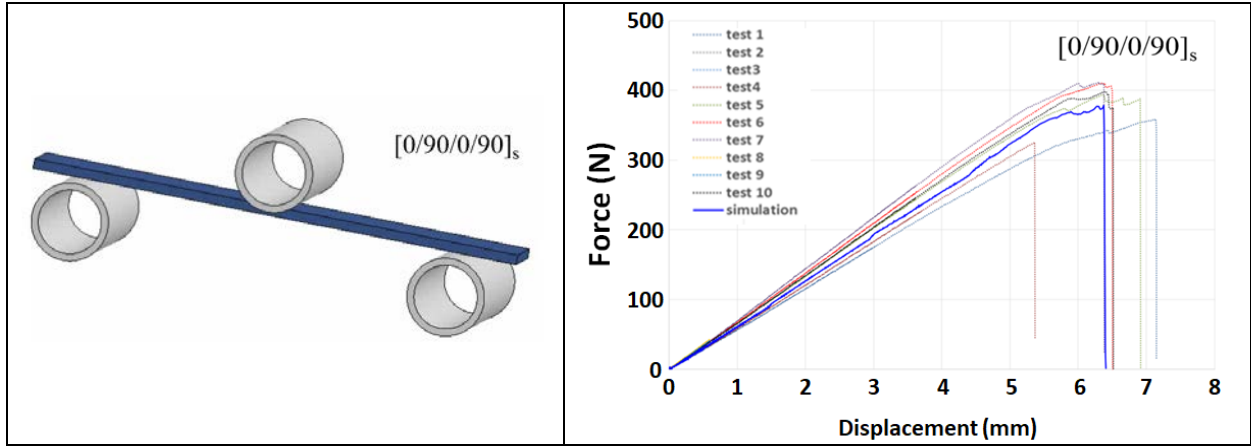 [0/90/0/90]s
500
400
300
200
100
0
Force (N)
test 1
test 2
test3
test4
test 5
test 6
test 7
test 8
test 9
test 10
simulation
[0/90/0/90]s
0 1 2 3 4 5 6 7 8
Displacement (mm)